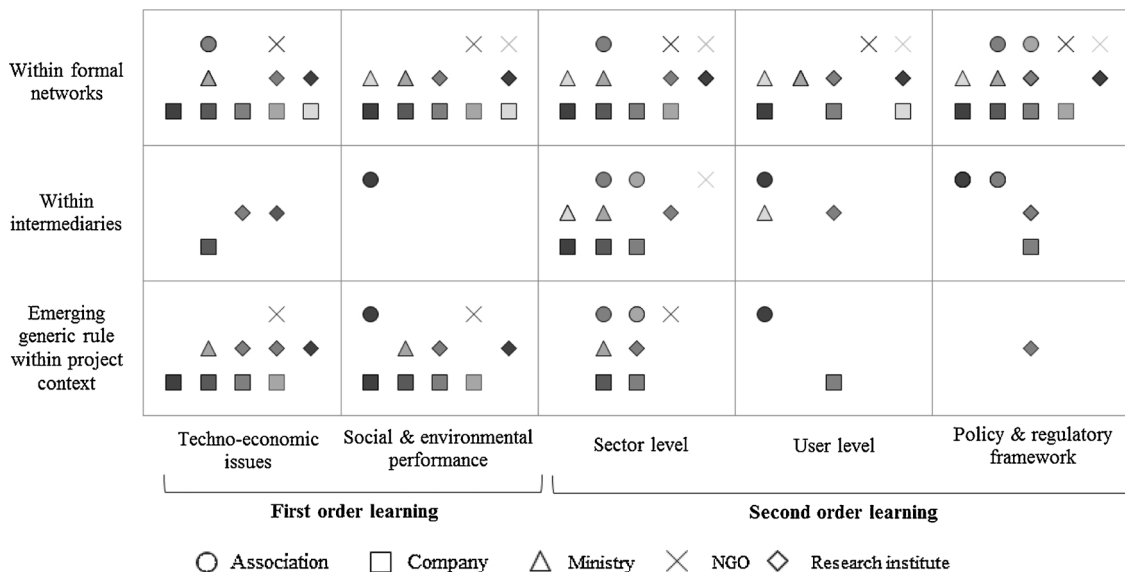 Within formal
networks
Within
intermediaries
Emerging
generic rule
within project
context
Techno-economic
issues
Social & environmental
performance
Sector level
User level
Policy & regulatory
framework
First order learning
Second order learning
Association
Company
Ministry
NGO
Research institute